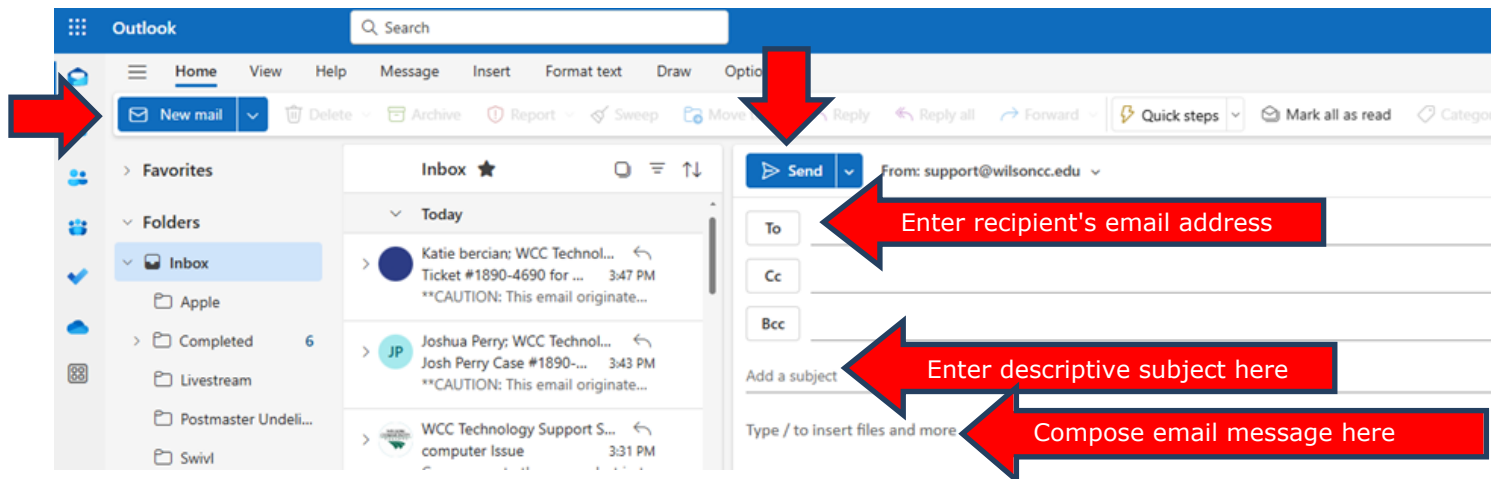 Outlook
Search
Home View Help Message Insert Format text Draw Optio
New mail Delete Archive Report Sweep Move Reply Reply all Forward Quick steps Mark all as read Categor
Favorites
Folders
Inbox
Apple
Completed 6
Livestream
Postmaster Undeli...
Swivl
Inbox
Today
Katie bercian; WCC Technol...
Ticket #1890-4690 for ... 3:47 PM
**CAUTION: This email originate...
JP
Joshua Perry; WCC Technol...
Josh Perry Case #1890-... 3:43 PM
**CAUTION: This email originate...
WCC Technology Support S...
computer Issue 3:31 PM
Send From: support@wilsoncc.edu
To Enter recipient's email address
Cc
Bcc
Add a subject Enter descriptive subject here
Type / to insert files and more Compose email message here